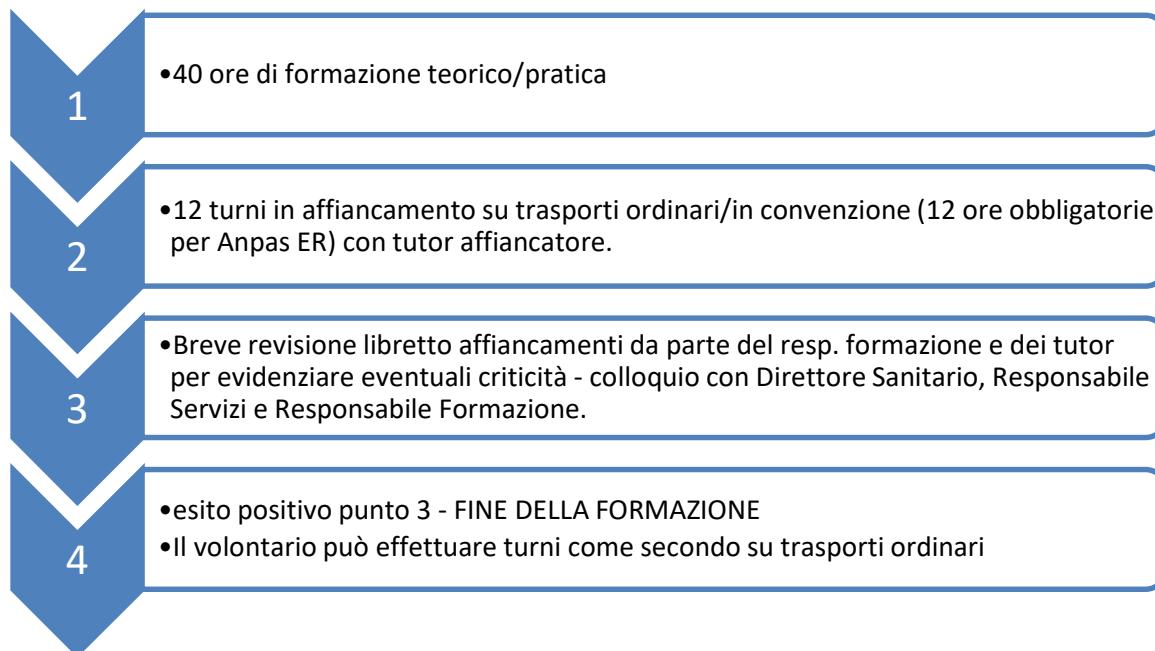 1
•40 ore di formazione teorico/pratica
2
•12 turni in affiancamento su trasporti ordinari/in convenzione (12 ore obbligatorie
per Anpas ER) con tutor affiancatore.
3
•Breve revisione libretto affiancamenti da parte del resp. formazione e dei tutor
per evidenziare eventuali criticità - colloquio con Direttore Sanitario, Responsabile
Servizi e Responsabile Formazione.
4
•esito positivo punto 3 - FINE DELLA FORMAZIONE
•Il volontario può effettuare turni come secondo su trasporti ordinari